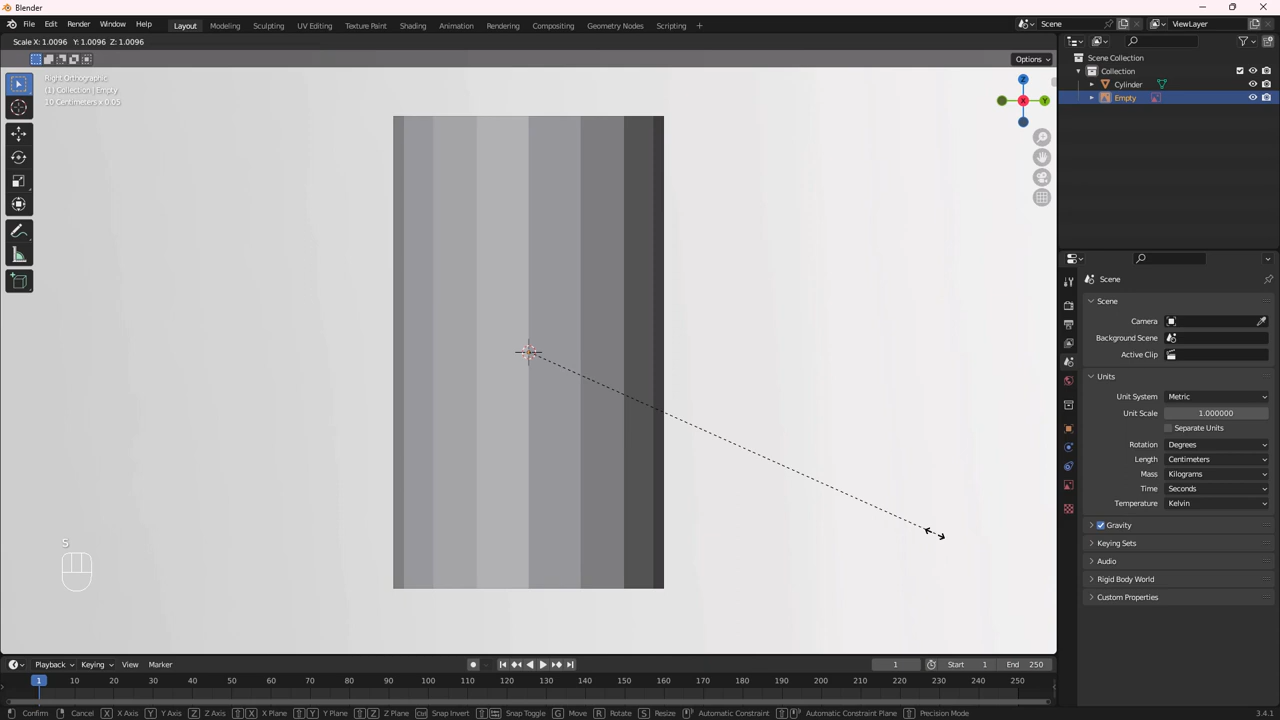 Blender
File Edit Render Window Help Layout Modeling Sculpting UV Editing Texture Paint Shading Animation Rendering Compositing Geometry Nodes Scripting + Scene ViewLayer
Scale X: 1.0096 Y: 1.0096 Z: 1.0096
Options
Right Orthographic
(1) Collection | Empty
10 Centimeters x 0.05
Z
X
Y
Scene Collection
Collection
Cylinder
Empty
Scene
Scene
Camera
Background Scene
Active Clip
Units
Unit System Metric
Unit Scale 1.000000
Separate Units
Rotation Degrees
Length Centimeters
Mass Kilograms
Time Seconds
Temperature Kelvin
Gravity
Keying Sets
Audio
Rigid Body World
Custom Properties
S
Playback Keying View Marker 1 Start 1 End 250
1 10 20 30 40 50 60 70 80 90 100 110 120 130 140 150 160 170 180 190 200 210 220 230 240 250
Confirm Cancel X X Axis Y Y Axis Z Z Axis X X Plane Y Y Plane Z Z Plane Ctrl Snap Invert Snap Toggle G Move R Rotate S Resize Automatic Constraint Automatic Constraint Plane Precision Mode 3.4.1